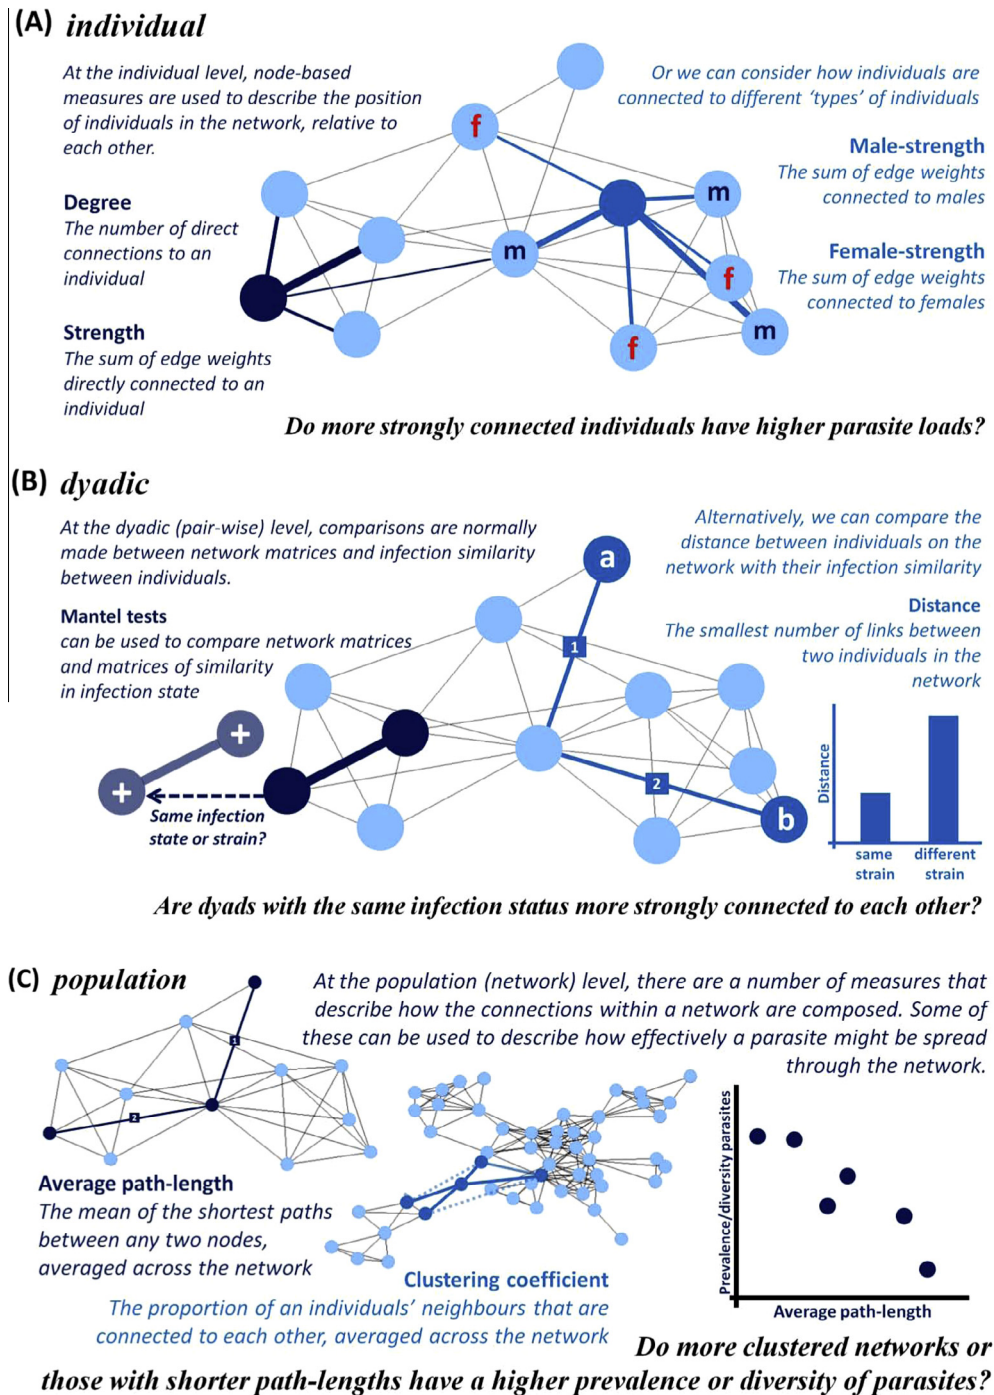 (A) individual
At the individual level, node-based
measures are used to describe the position
of individuals in the network, relative to
each other.
Degree
The number of direct
connections to an
individual
Strength
The sum of edge weights
directly connected to an
individual
Or we can consider how individuals are
connected to different ‘types’ of individuals
Male-strength
The sum of edge weights
connected to males
Female-strength
The sum of edge weights
connected to females
f
m
m
f
f
m
Do more strongly connected individuals have higher parasite loads?
(B) dyadic
At the dyadic (pair-wise) level, comparisons are normally
made between network matrices and infection similarity
between individuals.
Mantel tests
can be used to compare network matrices
and matrices of similarity
in infection state
+
+
Same infection
state or strain?
a
1
2
b
Alternatively, we can compare the
distance between individuals on the
network with their infection similarity
Distance
The smallest number of links between
two individuals in the
network
Distance
same
strain
different
strain
Are dyads with the same infection status more strongly connected to each other?
(C) population
At the population (network) level, there are a number of measures that
describe how the connections within a network are composed. Some of
these can be used to describe how effectively a parasite might be spread
through the network.
1
2
Average path-length
The mean of the shortest paths
between any two nodes,
averaged across the network
Clustering coefficient
The proportion of an individuals’ neighbours that are
connected to each other, averaged across the network
Prevalence/diversity parasites
Average path-length
Do more clustered networks or
those with shorter path-lengths have a higher prevalence or diversity of parasites?